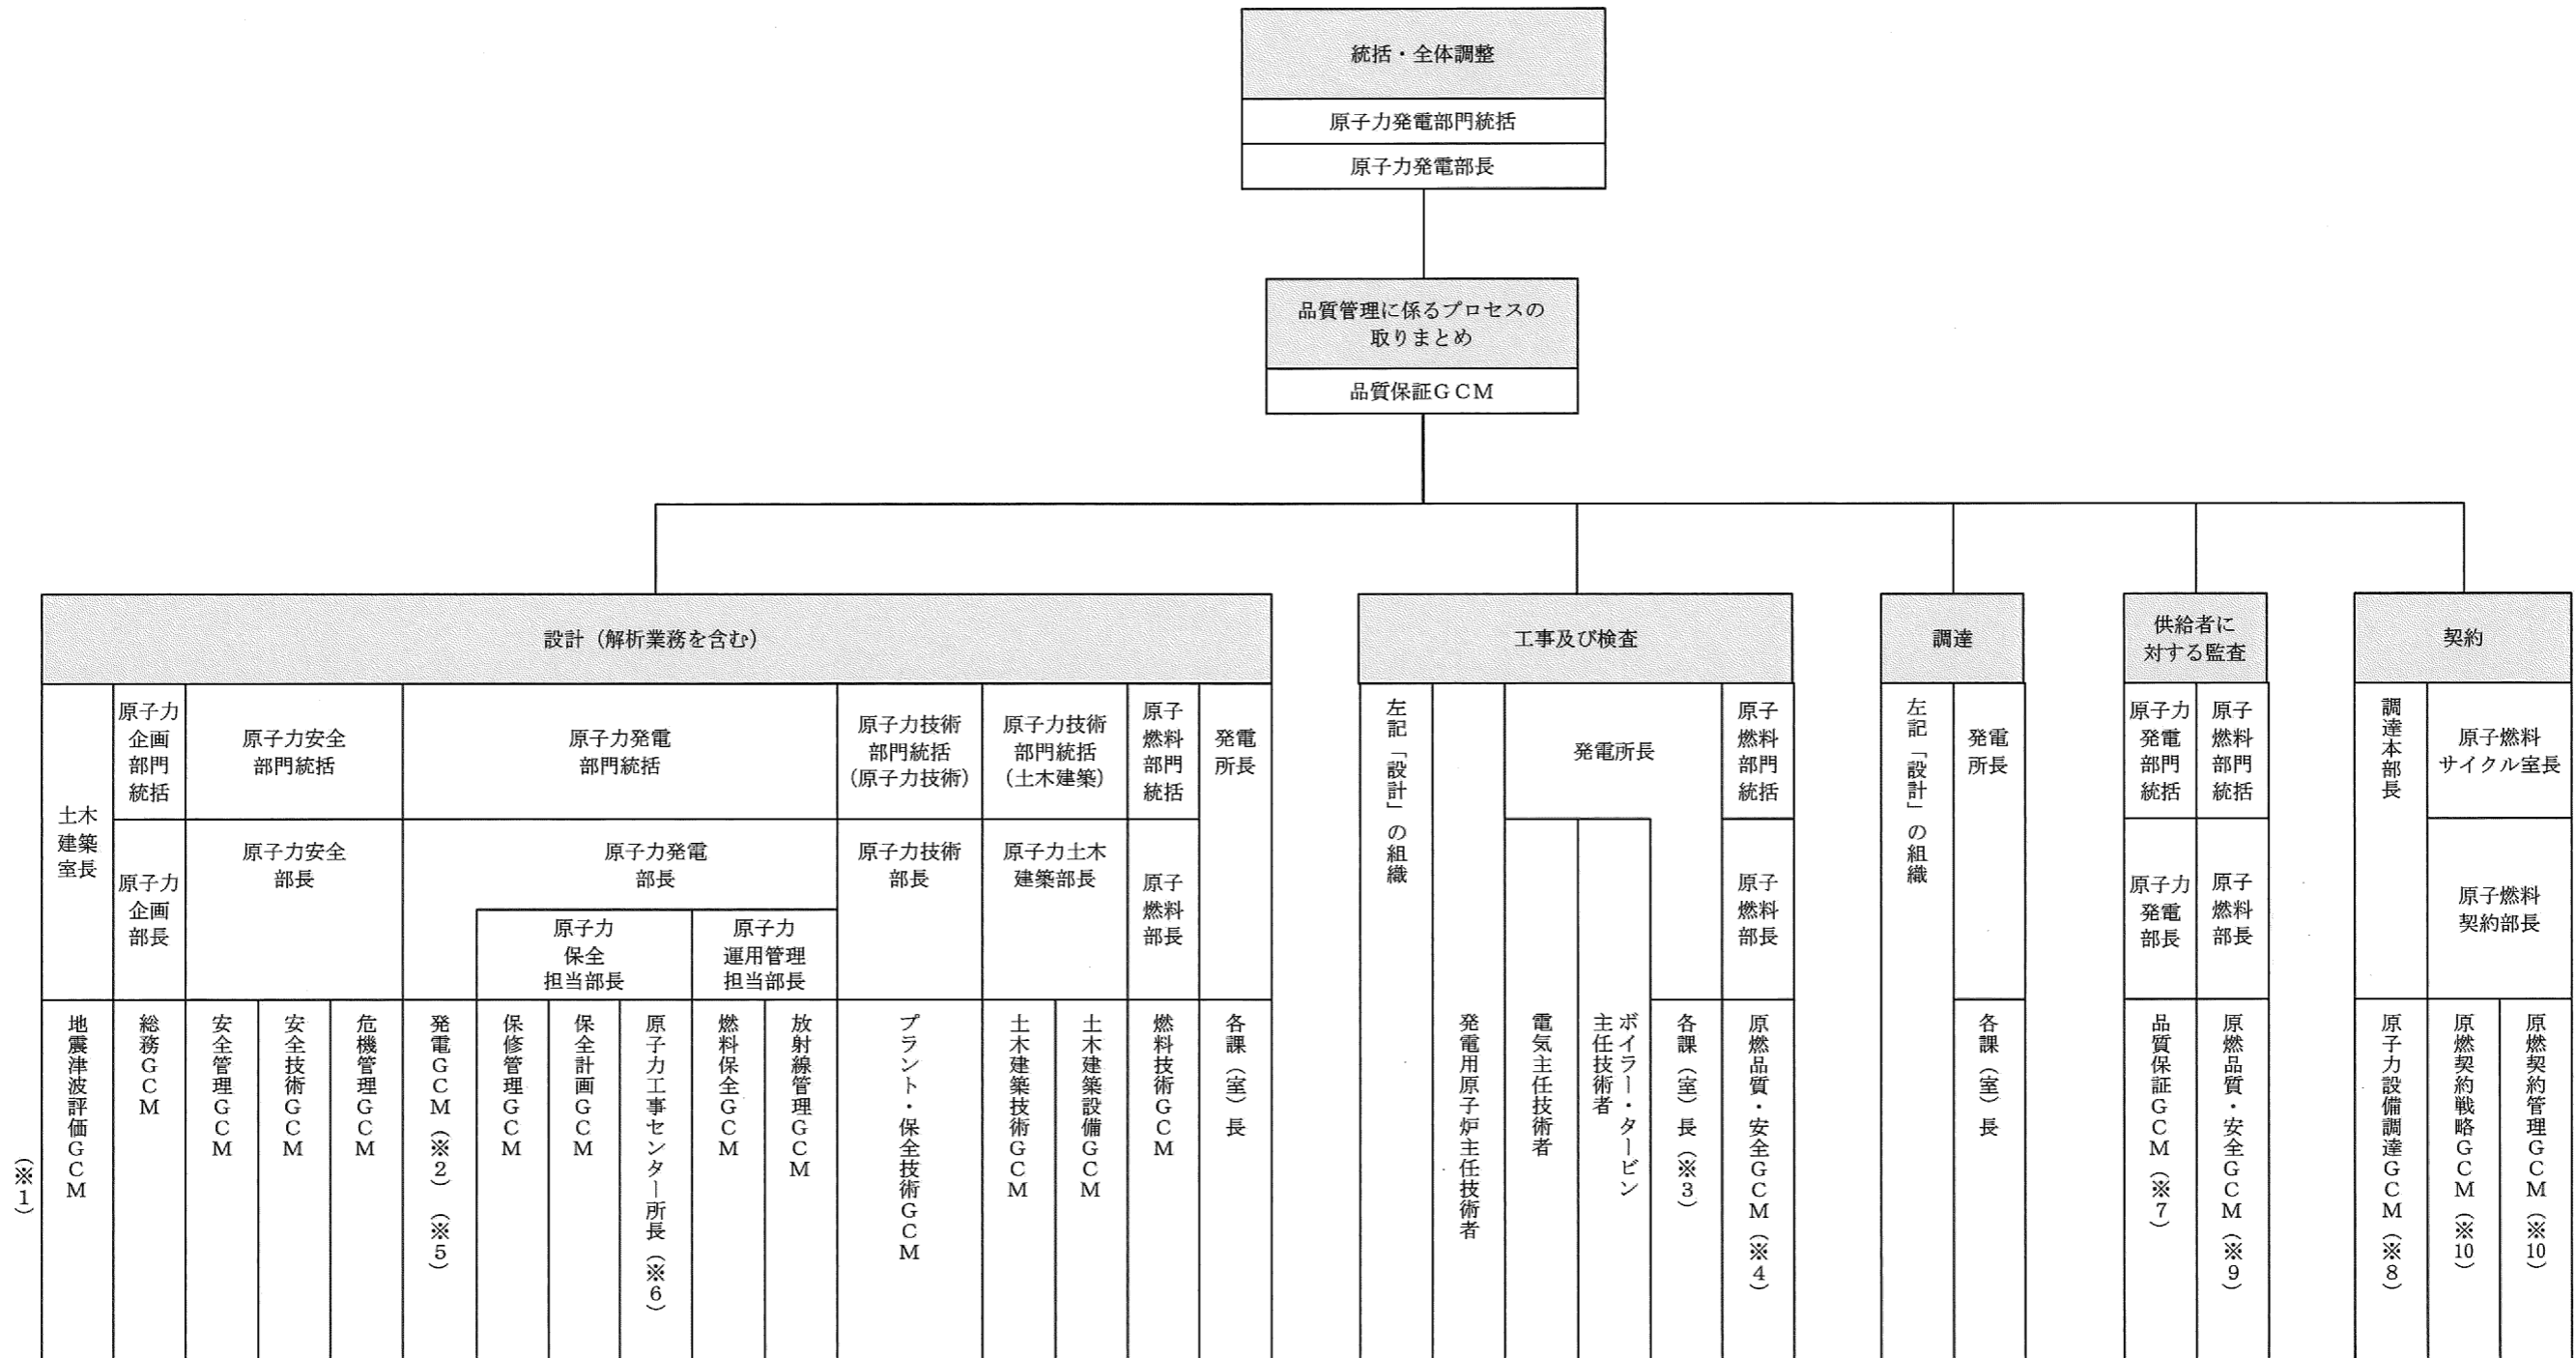 統括・全体調整
原子力発電部門統括
原子力発電部長
品質管理に係るプロセスの
取りまとめ
品質保証GCM
設計（解析業務を含む）
土木
建築
室長
原子力
企画
部門
統括
原子力安全
部門統括
原子力発電
部門統括
原子力技術
部門統括
（原子力技術）
原子力技術
部門統括
（土木建築）
原子
燃料
部門
統括
発電
所長
原子力
企画
部長
原子力安全
部長
原子力発電
部長
原子力
保全
担当部長
原子力
運用管理
担当部長
原子力技術
部長
原子力土木
建築部長
原子
燃料
部長
（※1）
地震津波評価GCM
総務GCM
安全管理GCM
安全技術GCM
危機管理GCM
発電GCM（※2）（※5）
保修管理GCM
保全計画GCM
原子力工事センター所長（※6）
燃料保全GCM
放射線管理GCM
プラント・保全技術GCM
土木建築技術GCM
土木建築設備GCM
燃料技術GCM
各課（室）長
工事及び検査
左記「設計」の組織
発電用原子炉主任技術者
発電所長
電気主任技術者
ボイラー・タービン
主任技術者
各課（室）長（※3）
原子
燃料
部門
統括
原子
燃料
部長
原燃品質・安全GCM（※4）
調達
左記「設計」の組織
発電
所長
各課（室）長
供給者に
対する監査
原子力
発電
部門
統括
原子
燃料
部門
統括
原子力
発電
部長
原子
燃料
部長
品質保証GCM（※7）
原燃品質・安全GCM（※9）
契約
調達本部長
原子燃料
サイクル室長
原子燃料
契約部長
原子力設備調達GCM（※8）
原燃契約戦略GCM（※10）
原燃契約管理GCM（※10）